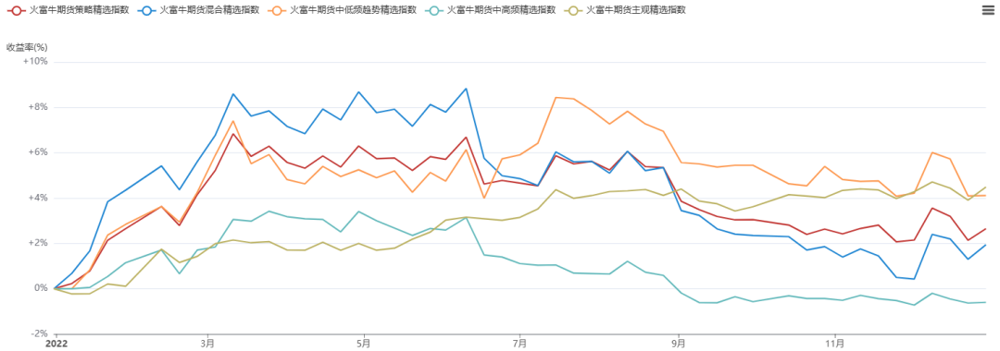 火富牛期货策略精选指数 火富牛期货混合精选指数 火富牛期货中低频趋势精选指数 火富牛期货中高频精选指数 火富牛期货主观精选指数
收益率(%)
+10%
+8%
+6%
+4%
+2%
0%
-2%
2022 3月 5月 7月 9月 11月